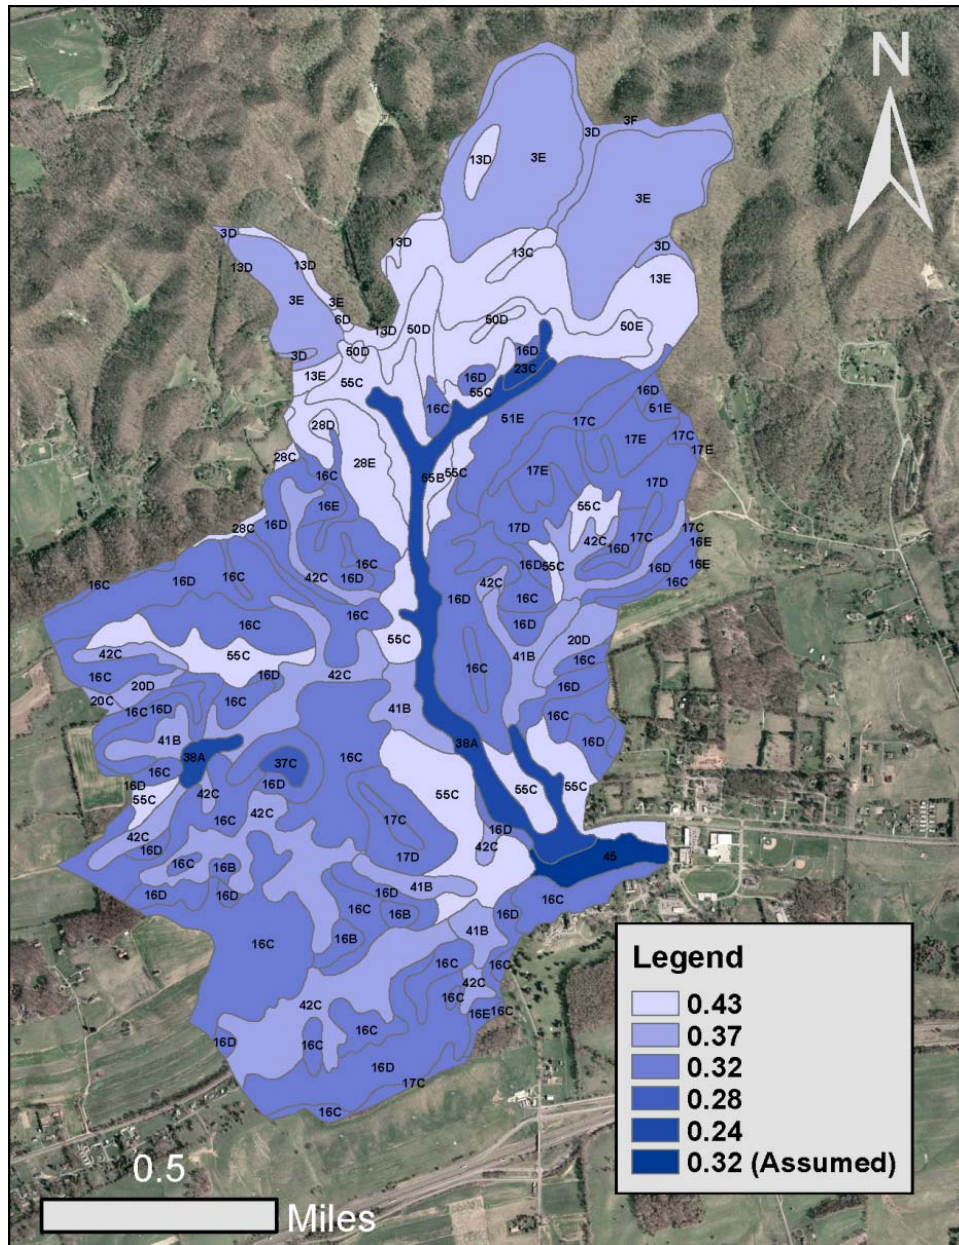 N
3F
3D
13D
3E
3E
3D
13D
13C
3D
13D
13D
13E
3E
3E
6D
13D
50D
50D
50E
3D
50D
16D
13E
55C
16D
23C
55C
16D
16C
51E
51E
28D
17C
17C
17E
17E
28C
28E
55B
55C
17E
16C
17D
16E
55C
28C
16D
17D
42C
17C
17C
16D
16E
16C
16D
55C
16D
16E
16C
16D
16C
42C
16D
42C
16C
16C
16D
16C
16C
16D
55C
20D
42C
55C
41B
16C
16C
16D
42C
16C
16D
20D
20C
16C
16D
16C
41B
16C
41B
38A
16D
38A
16C
37C
16C
16D
16D
55C
55C
55C
55C
42C
42C
16C
17C
16D
42C
42C
16D
45
16C
16B
17D
41B
16D
16D
16D
16C
16B
16D
16C
41B
16B
16C
16C
16C
42C
42C
16C
16E
16C
16D
16C
16C
16D
17C
16C
Legend
0.43
0.37
0.32
0.28
0.24
0.32 (Assumed)
0.5
Miles